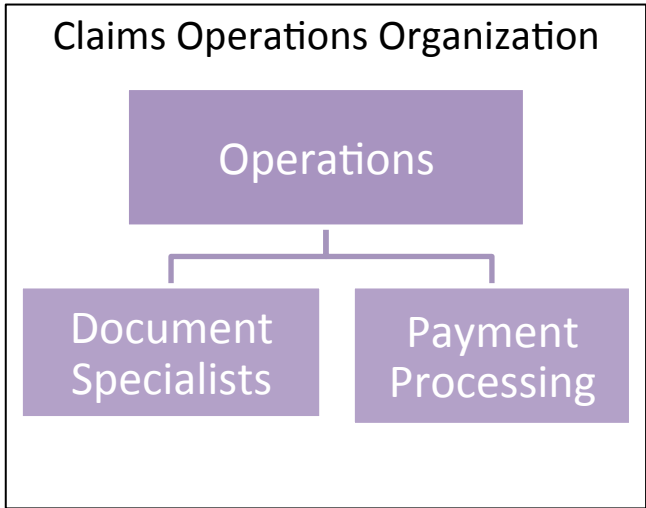 Claims Operations Organization
Operations
Document
Specialists
Payment
Processing